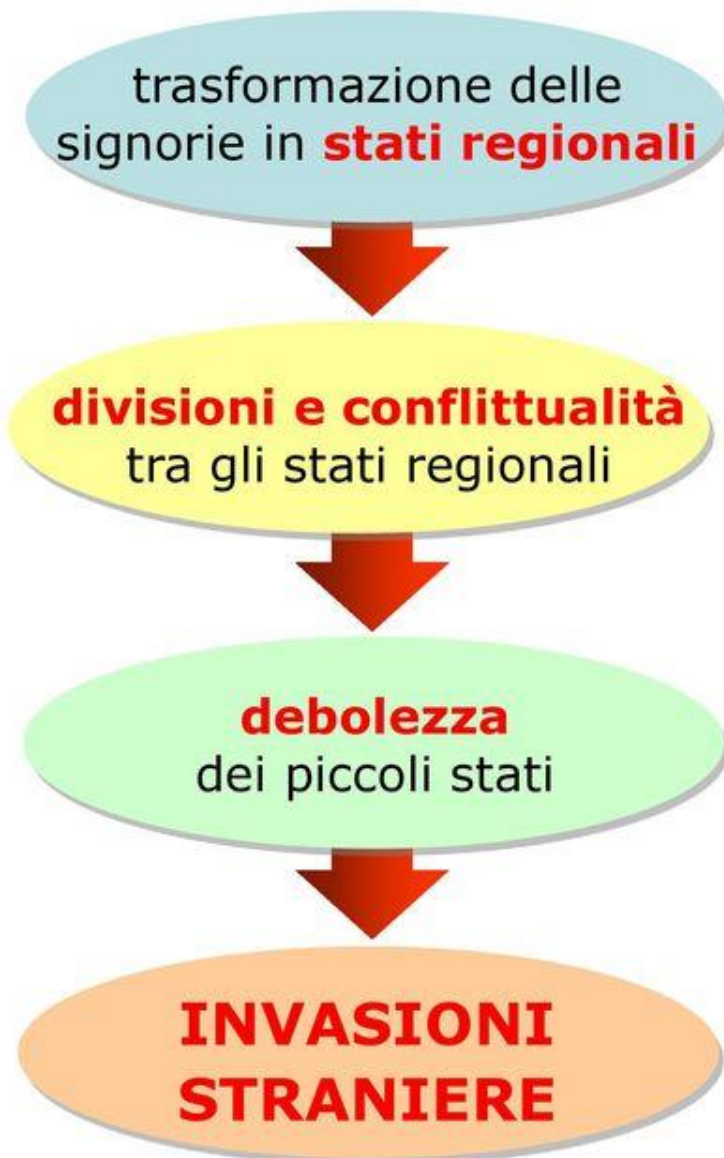 trasformazione delle
signorie in stati regionali
divisioni e conflittualità
tra gli stati regionali
debolezza
dei piccoli stati
INVASIONI
STRANIERE